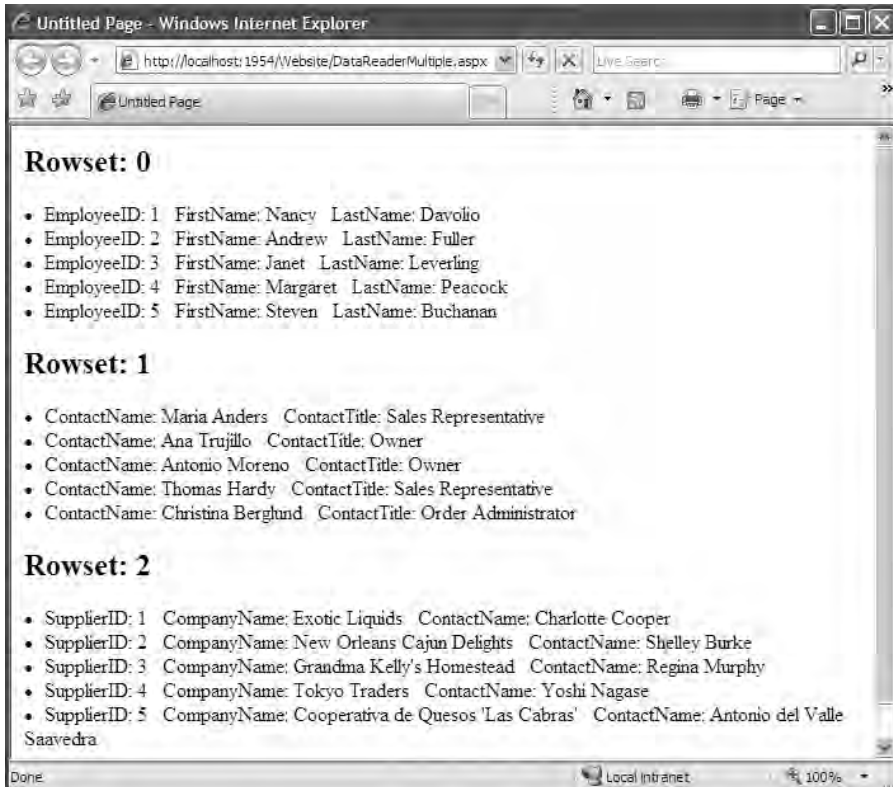 Untitled Page - Windows Internet Explorer
http://localhost:1954/Website/DataReaderMultiple.aspx
Live Search
Untitled Page
Page
Rowset: 0
• EmployeeID: 1 FirstName: Nancy LastName: Davolio
• EmployeeID: 2 FirstName: Andrew LastName: Fuller
• EmployeeID: 3 FirstName: Janet LastName: Leverling
• EmployeeID: 4 FirstName: Margaret LastName: Peacock
• EmployeeID: 5 FirstName: Steven LastName: Buchanan
Rowset: 1
• ContactName: Maria Anders ContactTitle: Sales Representative
• ContactName: Ana Trujillo ContactTitle: Owner
• ContactName: Antonio Moreno ContactTitle: Owner
• ContactName: Thomas Hardy ContactTitle: Sales Representative
• ContactName: Christina Berglund ContactTitle: Order Administrator
Rowset: 2
• SupplierID: 1 CompanyName: Exotic Liquids ContactName: Charlotte Cooper
• SupplierID: 2 CompanyName: New Orleans Cajun Delights ContactName: Shelley Burke
• SupplierID: 3 CompanyName: Grandma Kelly's Homestead ContactName: Regina Murphy
• SupplierID: 4 CompanyName: Tokyo Traders ContactName: Yoshi Nagase
• SupplierID: 5 CompanyName: Cooperativa de Quesos 'Las Cabras' ContactName: Antonio del Valle
Saavedra
Done
Local intranet
100%